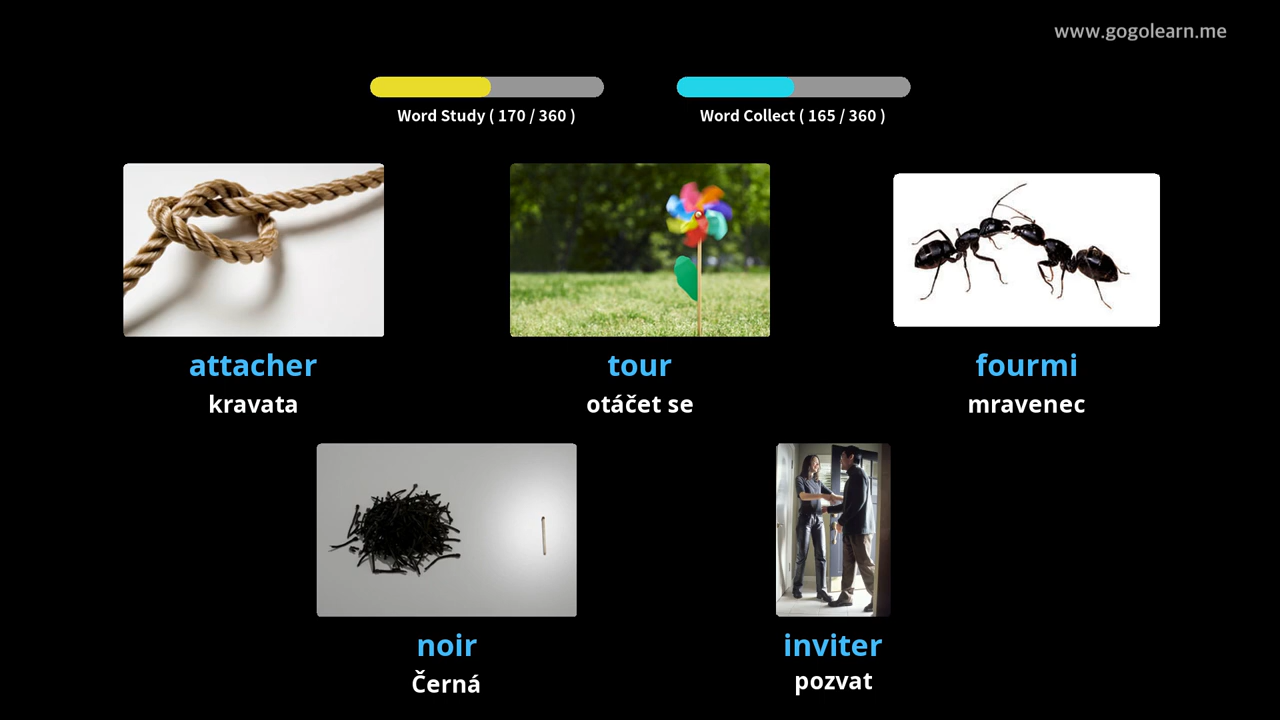 www.gogolearn.me
Word Study ( 170 / 360 )
Word Collect ( 165 / 360 )
attacher
kravata
tour
otáčet se
fourmi
mravenec
noir
Černá
inviter
pozvat